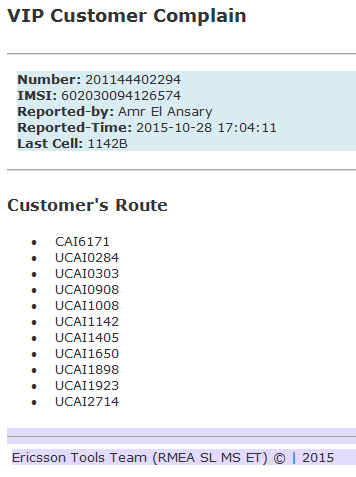 VIP Customer Complain
Number: 201144402294
IMSI: 602030094126574
Reported-by: Amr El Ansary
Reported-Time: 2015-10-28 17:04:11
Last Cell: 1142B
Customer's Route
• CAI6171
• UCAI0284
• UCAI0303
• UCAI0908
• UCAI1008
• UCAI1142
• UCAI1405
• UCAI1650
• UCAI1898
• UCAI1923
• UCAI2714
Ericsson Tools Team (RMEA SL MS ET) © | 2015